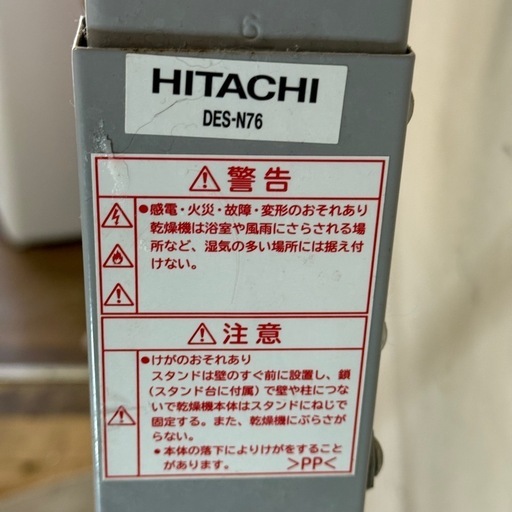 6
HITACHI
DES-N76
警告
●感電・火災・故障・変形のおそれあり
乾燥機は浴室や風雨にさらされる場
所など、湿気の多い場所には据え付
けない。
注意
●けがのおそれあり
スタンドは壁のすぐ前に設置し、鎖
(スタンド台に付属)で壁や柱につな
いで乾燥機本体はスタンドにねじで
固定する。また、乾燥機にぶらさが
らない。
●本体の落下によりけがをすること
があります。 >PP<